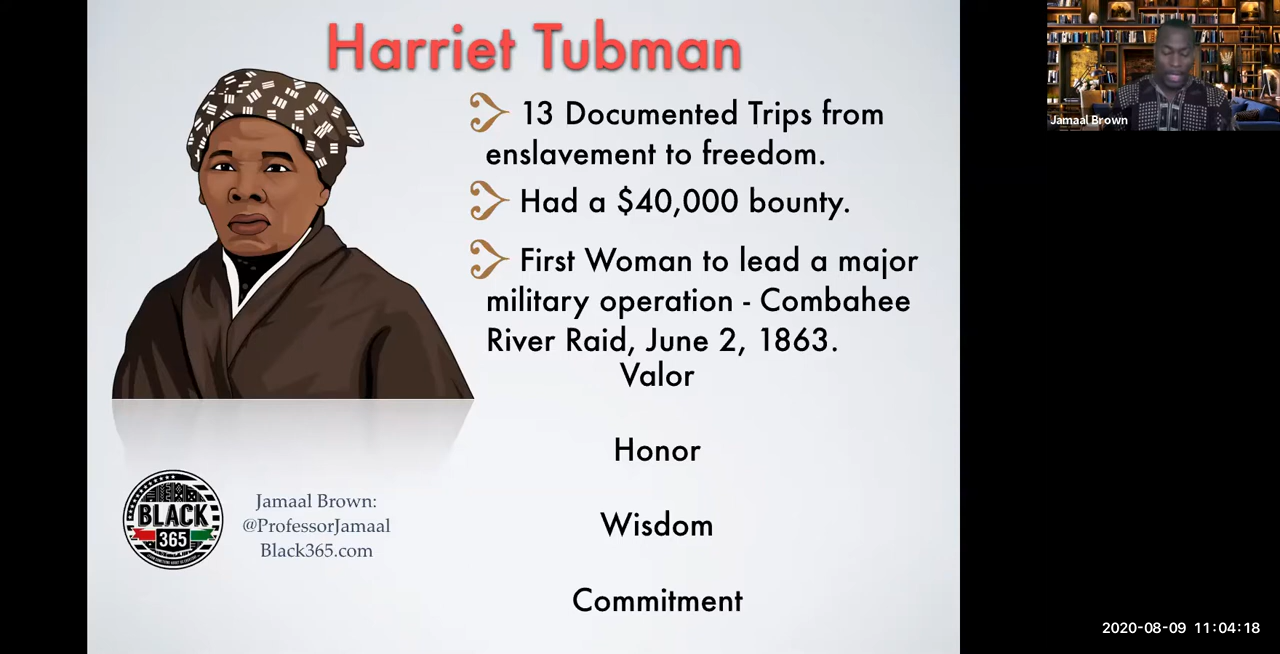 Harriet Tubman
13 Documented Trips from
enslavement to freedom.
Had a $40,000 bounty.
First Woman to lead a major
military operation - Combahee
River Raid, June 2, 1863.
Valor
Honor
Wisdom
Commitment
BLACK
365
Jamaal Brown:
@ProfessorJamaal
Black365.com
Jamaal Brown
2020-08-09 11:04:18